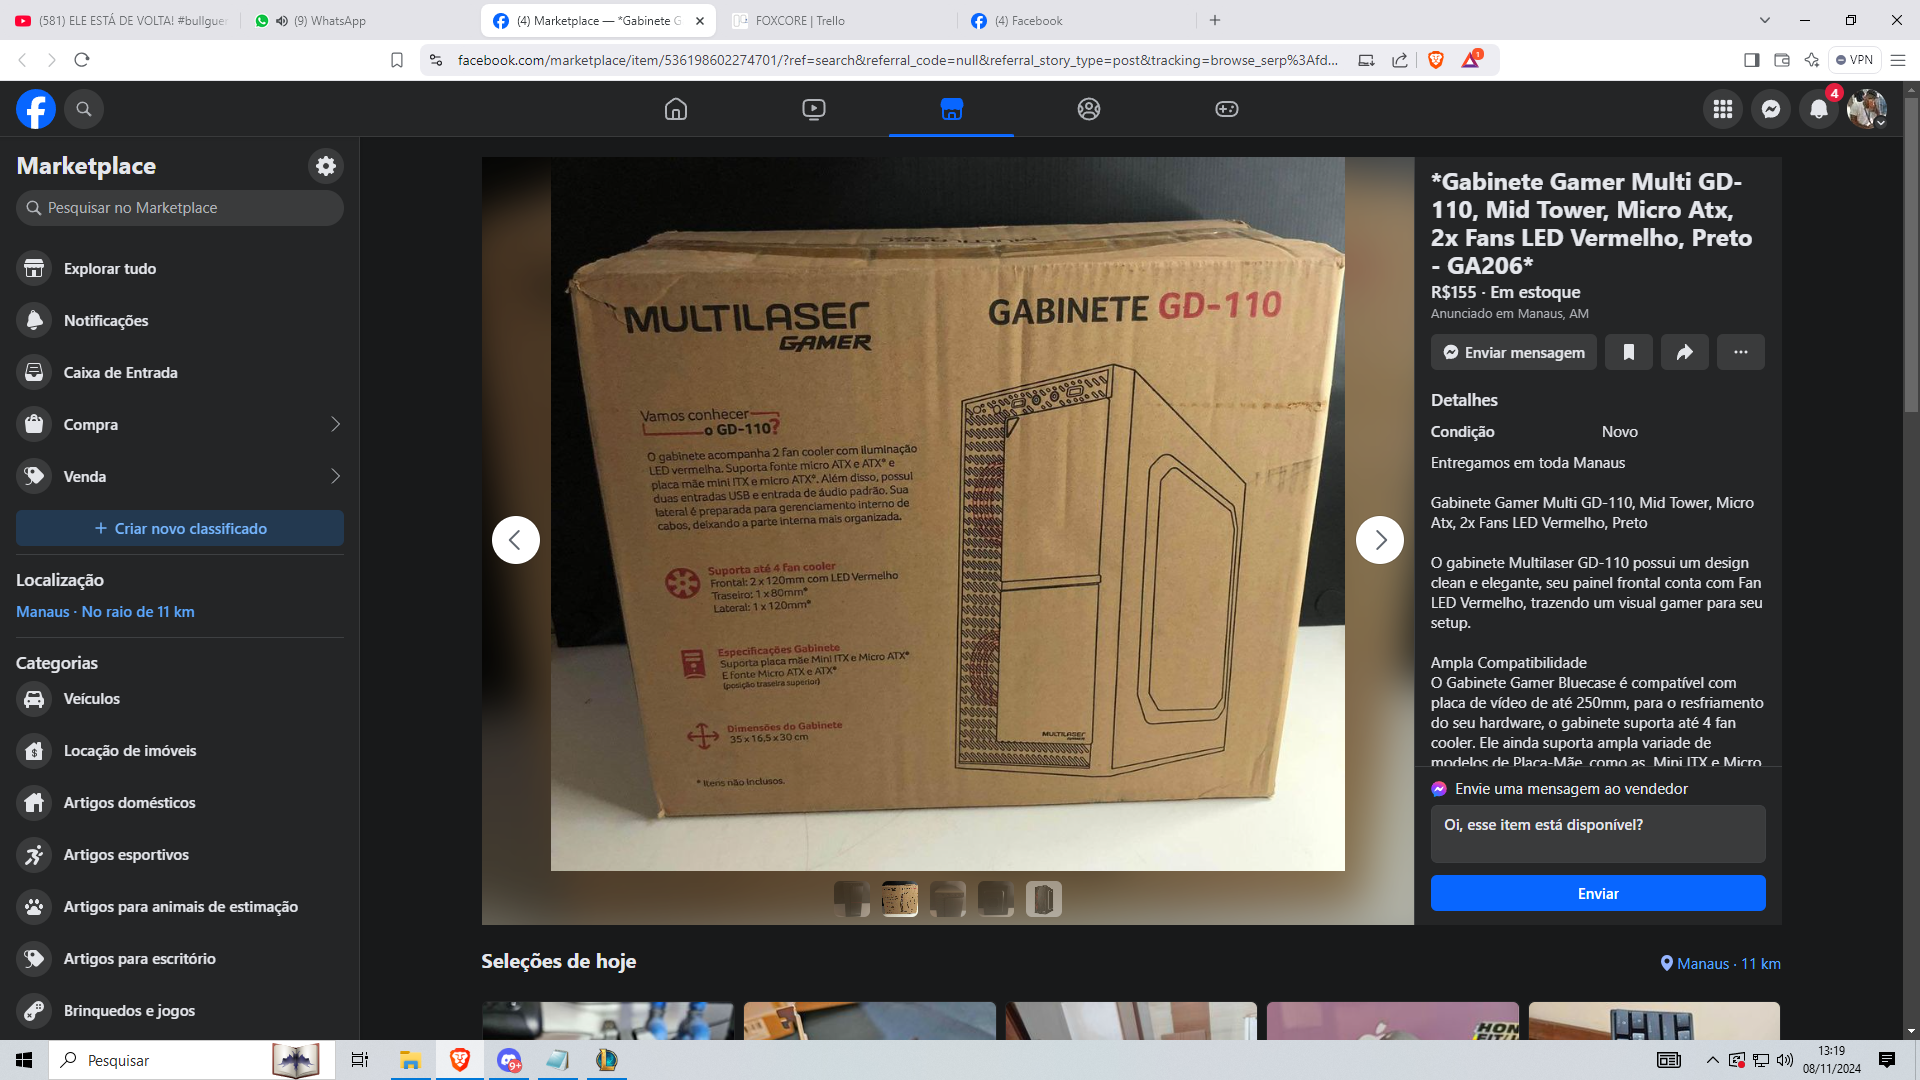 (581) ELE ESTÁ DE VOLTA! #bullguer
(9) WhatsApp
(4) Marketplace — *Gabinete G
FOXCORE | Trello
(4) Facebook
facebook.com/marketplace/item/536198602274701/?ref=search&referral_code=null&referral_story_type=post&tracking=browse_serp%3Afd...
1
VPN
4
Marketplace
Pesquisar no Marketplace
Explorar tudo
Notificações
Caixa de Entrada
Compra
Venda
+ Criar novo classificado
Localização
Manaus · No raio de 11 km
Categorias
Veículos
Locação de imóveis
Artigos domésticos
Artigos esportivos
Artigos para animais de estimação
Artigos para escritório
Brinquedos e jogos
MULTILASER
GAMER
GABINETE GD-110
Vamos conhecer
o GD-110?
O gabinete acompanha 2 fan cooler com iluminação
LED vermelha. Suporta fonte micro ATX e ATX* e
placa mãe mini ITX e micro ATX*. Além disso, possui
duas entradas USB e entrada de áudio padrão. Sua
lateral é preparada para gerenciamento interno de
cabos, deixando a parte interna mais organizada.
Suporta até 4 fan cooler
Frontal: 2 x 120mm com LED Vermelho
Traseiro: 1 x 80mm*
Lateral: 1 x 120mm*
Especificações Gabinete
Suporta placa mãe Mini ITX e Micro ATX*
E fonte Micro ATX e ATX*
(posição traseira superior)
Dimensões do Gabinete
35 x 16,5 x 30 cm
* Itens não inclusos.
MULTILASER
*Gabinete Gamer Multi GD-
110, Mid Tower, Micro Atx,
2x Fans LED Vermelho, Preto
- GA206*
R$155 · Em estoque
Anunciado em Manaus, AM
Enviar mensagem
Detalhes
Condição Novo
Entregamos em toda Manaus
Gabinete Gamer Multi GD-110, Mid Tower, Micro
Atx, 2x Fans LED Vermelho, Preto
O gabinete Multilaser GD-110 possui um design
clean e elegante, seu painel frontal conta com Fan
LED Vermelho, trazendo um visual gamer para seu
setup.
Ampla Compatibilidade
O Gabinete Gamer Bluecase é compatível com
placa de vídeo de até 250mm, para o resfriamento
do seu hardware, o gabinete suporta até 4 fan
cooler. Ele ainda suporta ampla variade de
modelos de Placa-Mãe, como as, Mini ITX e Micro
Envie uma mensagem ao vendedor
Oi, esse item está disponível?
Enviar
Seleções de hoje
Manaus · 11 km
Pesquisar
9+
13:19
08/11/2024